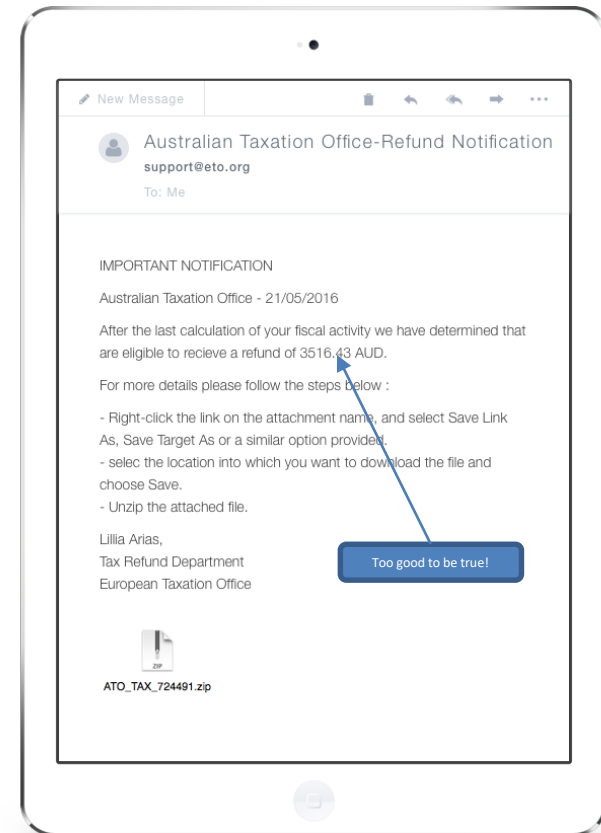 New Message
Australian Taxation Office-Refund Notification
support@eto.org
To: Me
IMPORTANT NOTIFICATION
Australian Taxation Office - 21/05/2016
After the last calculation of your fiscal activity we have determined that
are eligible to recieve a refund of 3516.43 AUD.
For more details please follow the steps below :
- Right-click the link on the attachment name, and select Save Link
As, Save Target As or a similar option provided.
- selec the location into which you want to download the file and
choose Save.
- Unzip the attached file.
Lillia Arias,
Tax Refund Department
Too good to be true!
European Taxation Office
ZIP
ATO_TAX_724491.zip